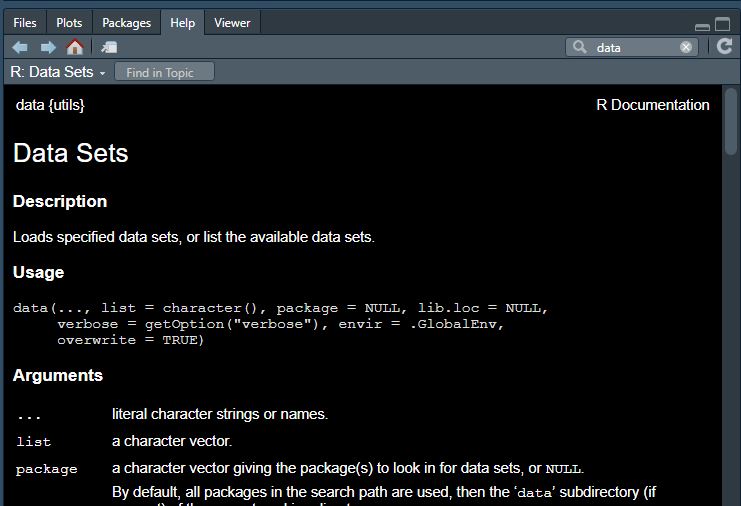 Files Plots Packages Help Viewer
data
R: Data Sets Find in Topic
data {utils} R Documentation
Data Sets
Description
Loads specified data sets, or list the available data sets.
Usage
data(..., list = character(), package = NULL, lib.loc = NULL,
verbose = getOption("verbose"), envir = .GlobalEnv,
overwrite = TRUE)
Arguments
... literal character strings or names.
list a character vector.
package a character vector giving the package(s) to look in for data sets, or NULL.
By default, all packages in the search path are used, then the ‘data’ subdirectory (if